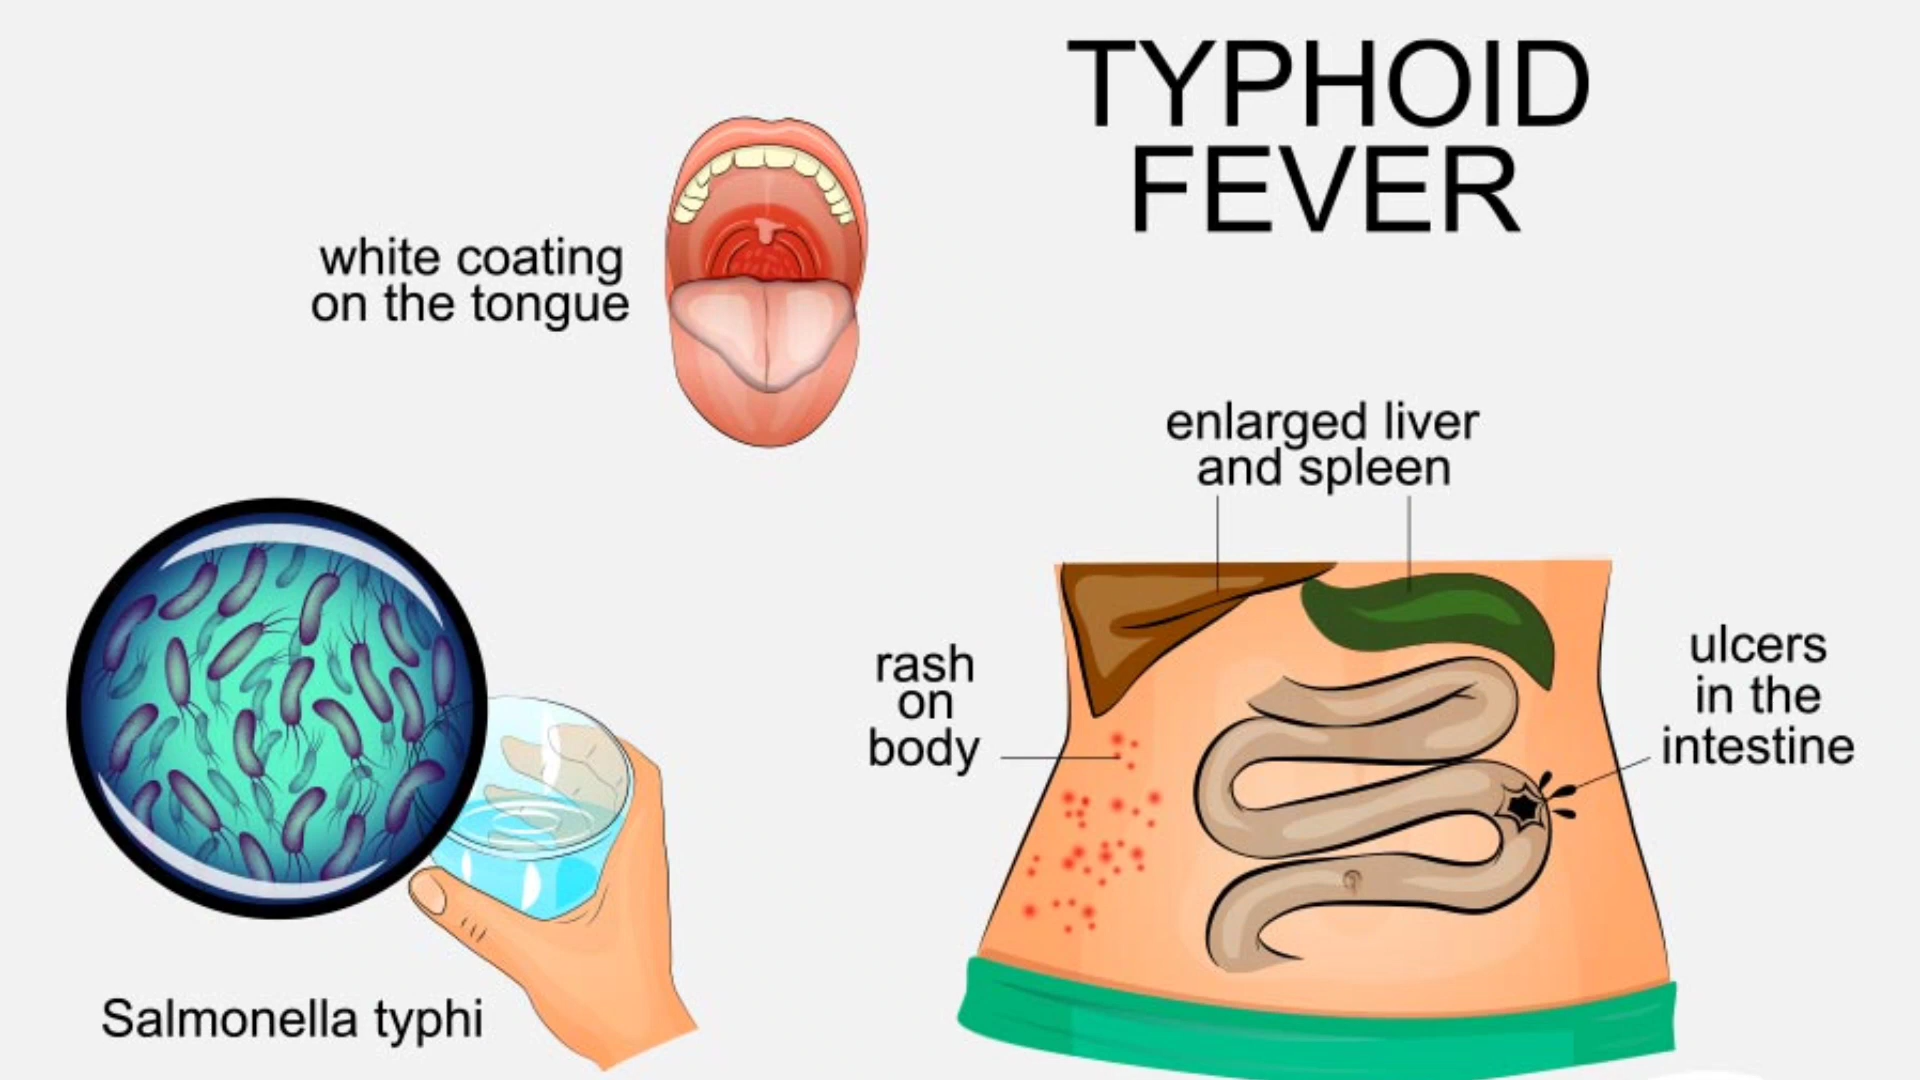 TYPHOID
FEVER
white coating
on the tongue
enlarged liver
and spleen
rash
on
body
ulcers
in the
intestine
Salmonella typhi